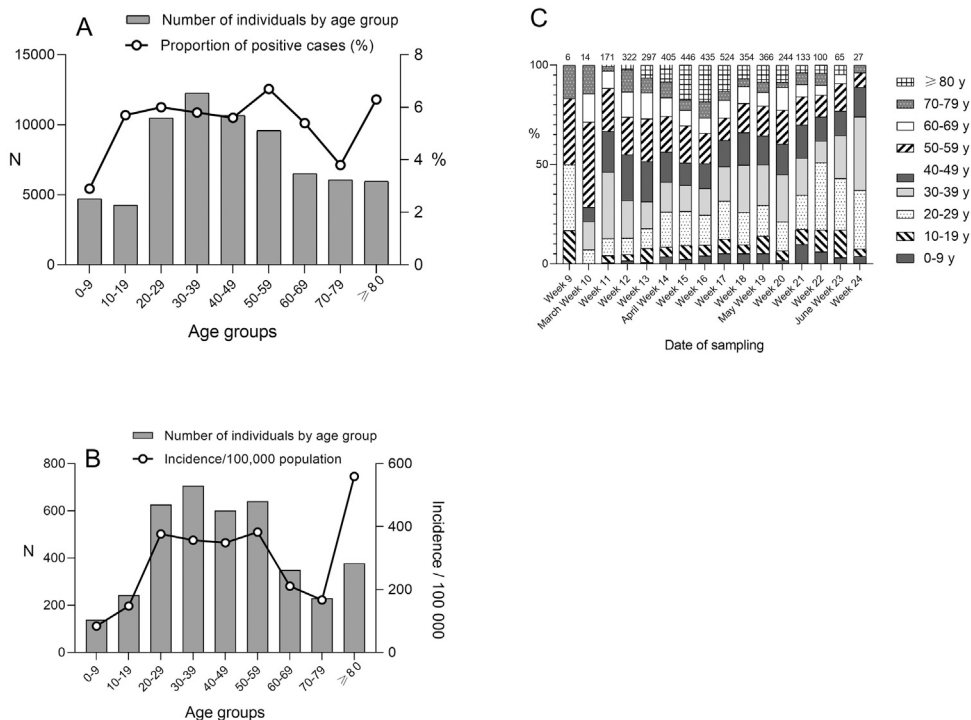 A
Number of individuals by age group
Proportion of positive cases (%)
15000
10000
5000
0
N
8
6
4
2
0
%
0-9
10-19
20-29
30-39
40-49
50-59
60-69
70-79
⩾80
Age groups
B
Number of individuals by age group
Incidence/100,000 population
800
600
400
200
0
N
600
400
200
0
Incidence / 100 000
0-9
10-19
20-29
30-39
40-49
50-59
60-69
70-79
⩾80
Age groups
C
6 14 171 322 297 405 446 435 524 354 366 244 133 100 65 27
100
%
50
0
Week 9
March Week 10
Week 11
Week 12
Week 13
April Week 14
Week 15
Week 16
Week 17
Week 18
May Week 19
Week 20
Week 21
Week 22
June Week 23
Week 24
Date of sampling
⩾80 y
70-79 y
60-69 y
50-59 y
40-49 y
30-39 y
20-29 y
10-19 y
0-9 y